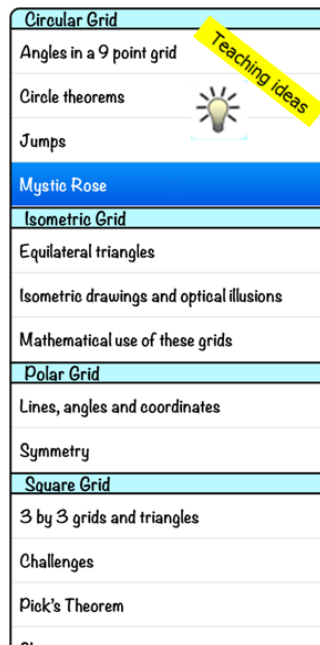 Circular Grid
Teaching ideas
Angles in a 9 point grid
Circle theorems
Jumps
Mystic Rose
Isometric Grid
Equilateral triangles
Isometric drawings and optical illusions
Mathematical use of these grids
Polar Grid
Lines, angles and coordinates
Symmetry
Square Grid
3 by 3 grids and triangles
Challenges
Pick's Theorem